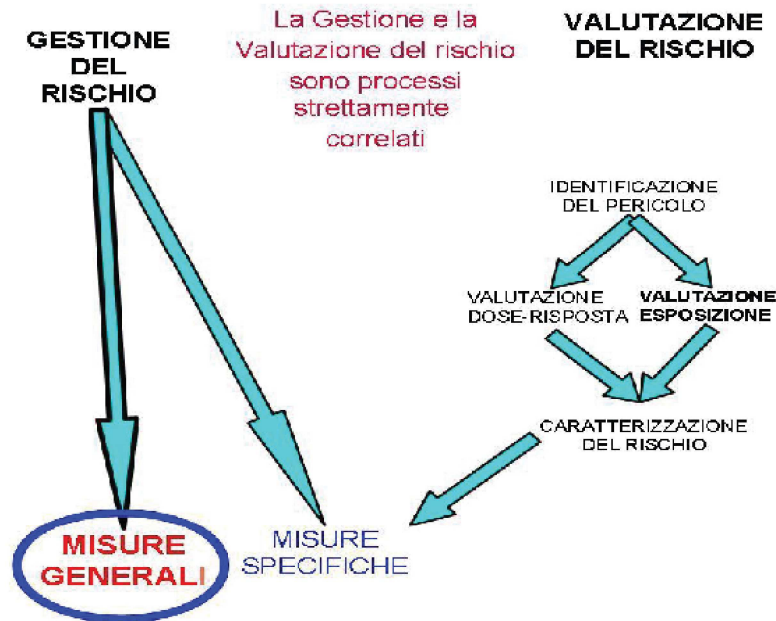 GESTIONE
DEL
RISCHIO
La Gestione e la
Valutazione del rischio
sono processi
strettamente
correlati
VALUTAZIONE
DEL RISCHIO
IDENTIFICAZIONE
DEL PERICOLO
VALUTAZIONE
DOSE-RISPOSTA
VALUTAZIONE
ESPOSIZIONE
CARATTERIZZAZIONE
DEL RISCHIO
MISURE
GENERALI
MISURE
SPECIFICHE